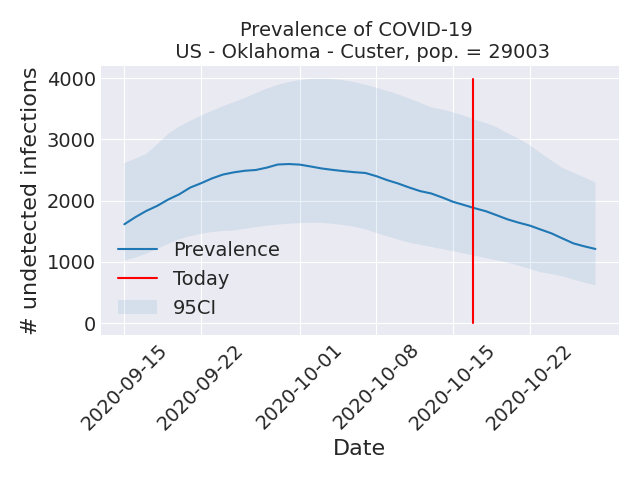 Prevalence of COVID-19
US - Oklahoma - Custer, pop. = 29003
# undetected infections
4000
3000
2000
1000
0
Prevalence
Today
95CI
2020-09-15
2020-09-22
2020-10-01
2020-10-08
2020-10-15
2020-10-22
Date